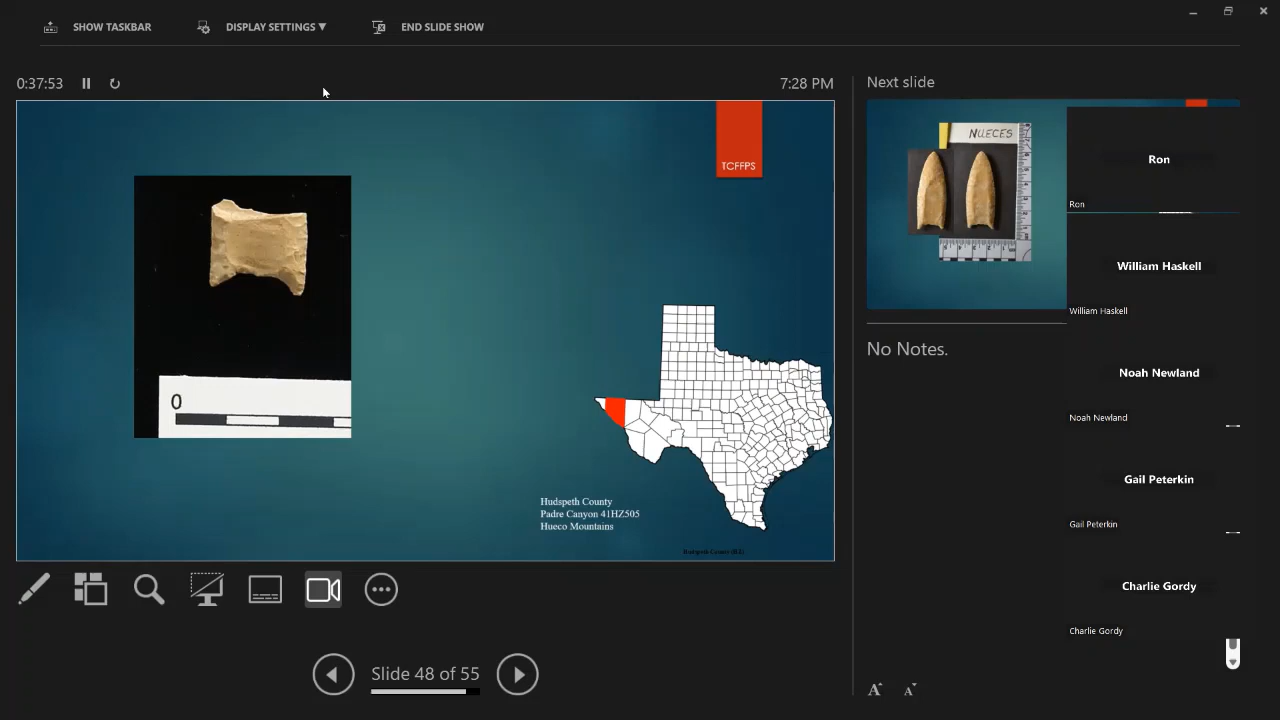 SHOW TASKBAR
DISPLAY SETTINGS ▼
END SLIDE SHOW
0:37:53
7:28 PM
TCFFPS
0
Hudspeth County
Padre Canyon 41HZ505
Hueco Mountains
Slide 48 of 55
Next slide
NUECES
No Notes.
Ron
Ron
William Haskell
William Haskell
Noah Newland
Noah Newland
Gail Peterkin
Gail Peterkin
Charlie Gordy
Charlie Gordy
A A